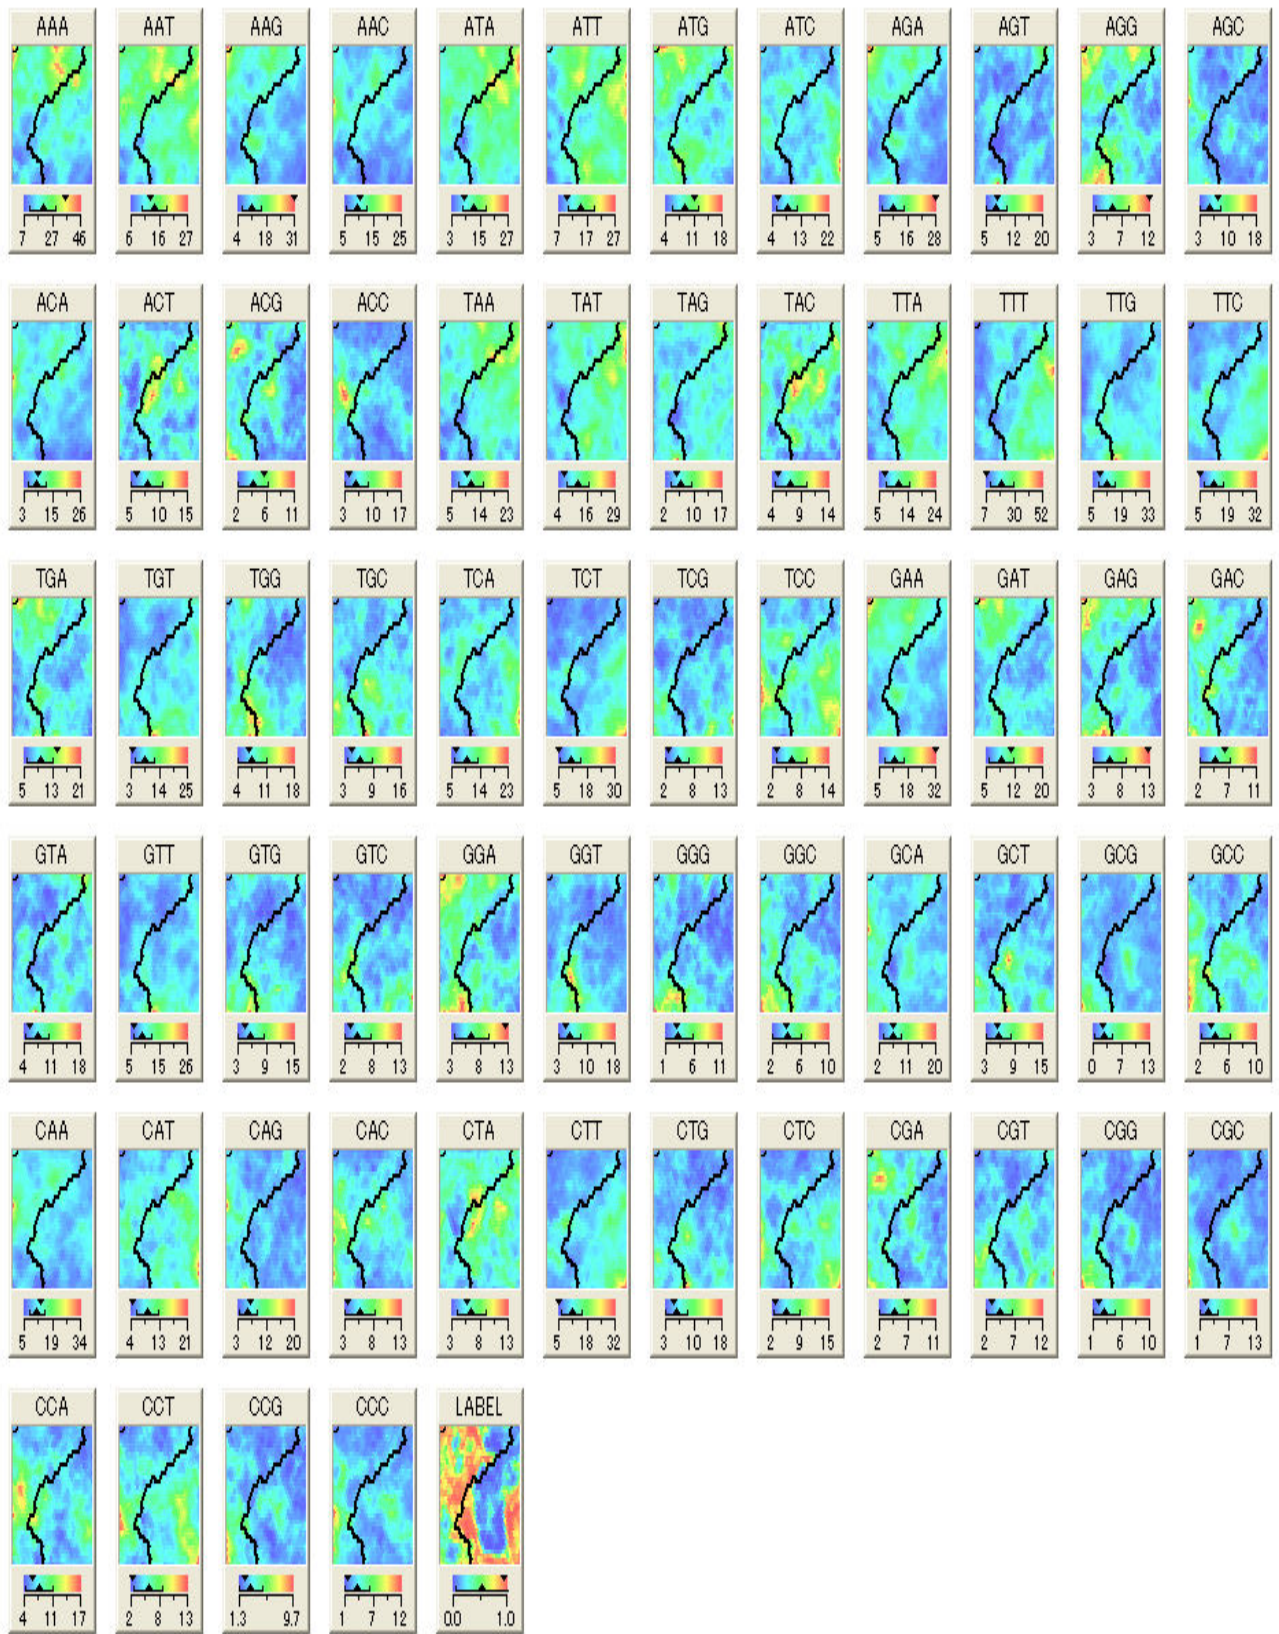 AAA AAT AAG AAC ATA ATT ATG ATC AGA AGT AGG AGC
7 27 46 6 16 27 4 18 31 5 15 25 3 15 27 7 17 27 4 11 18 4 13 22 5 16 28 5 12 20 3 7 12 3 10 18
ACA ACT ACG ACC TAA TAT TAG TAC TTA TTT TTG TTC
3 15 26 5 10 15 2 6 11 3 10 17 5 14 23 4 16 29 2 10 17 4 9 14 5 14 24 7 30 52 5 19 33 5 19 32
TGA TGT TGG TGC TCA TCT TCG TCC GAA GAT GAG GAC
5 13 21 3 14 25 4 11 18 3 9 16 5 14 23 5 18 30 2 8 13 2 8 14 5 18 32 5 12 20 3 8 13 2 7 11
GTA GTT GTG GTC GGA GGT GGG GGC GCA GCT GCG GCC
4 11 18 5 15 26 3 9 15 2 8 13 3 8 13 3 10 18 1 6 11 2 6 10 2 11 20 3 9 15 0 7 13 2 6 10
CAA CAT CAG CAC CTA CTT CTG CTC CGA CGT CGG CGC
5 19 34 4 13 21 3 12 20 3 8 13 3 8 13 5 18 32 3 10 18 2 9 15 2 7 11 2 7 12 1 6 10 1 7 13
CCA CCT CCG CCC LABEL
4 11 17 2 8 13 1.3 9.7 1 7 12 0.0 1.0